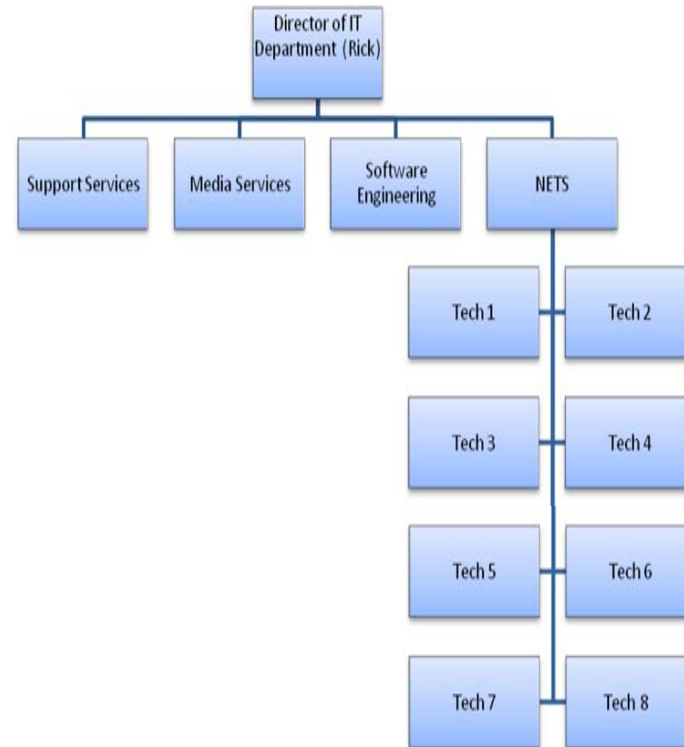 Director of IT
Department (Rick)
Support Services
Media Services
Software
Engineering
NETS
Tech 1
Tech 2
Tech 3
Tech 4
Tech 5
Tech 6
Tech 7
Tech 8